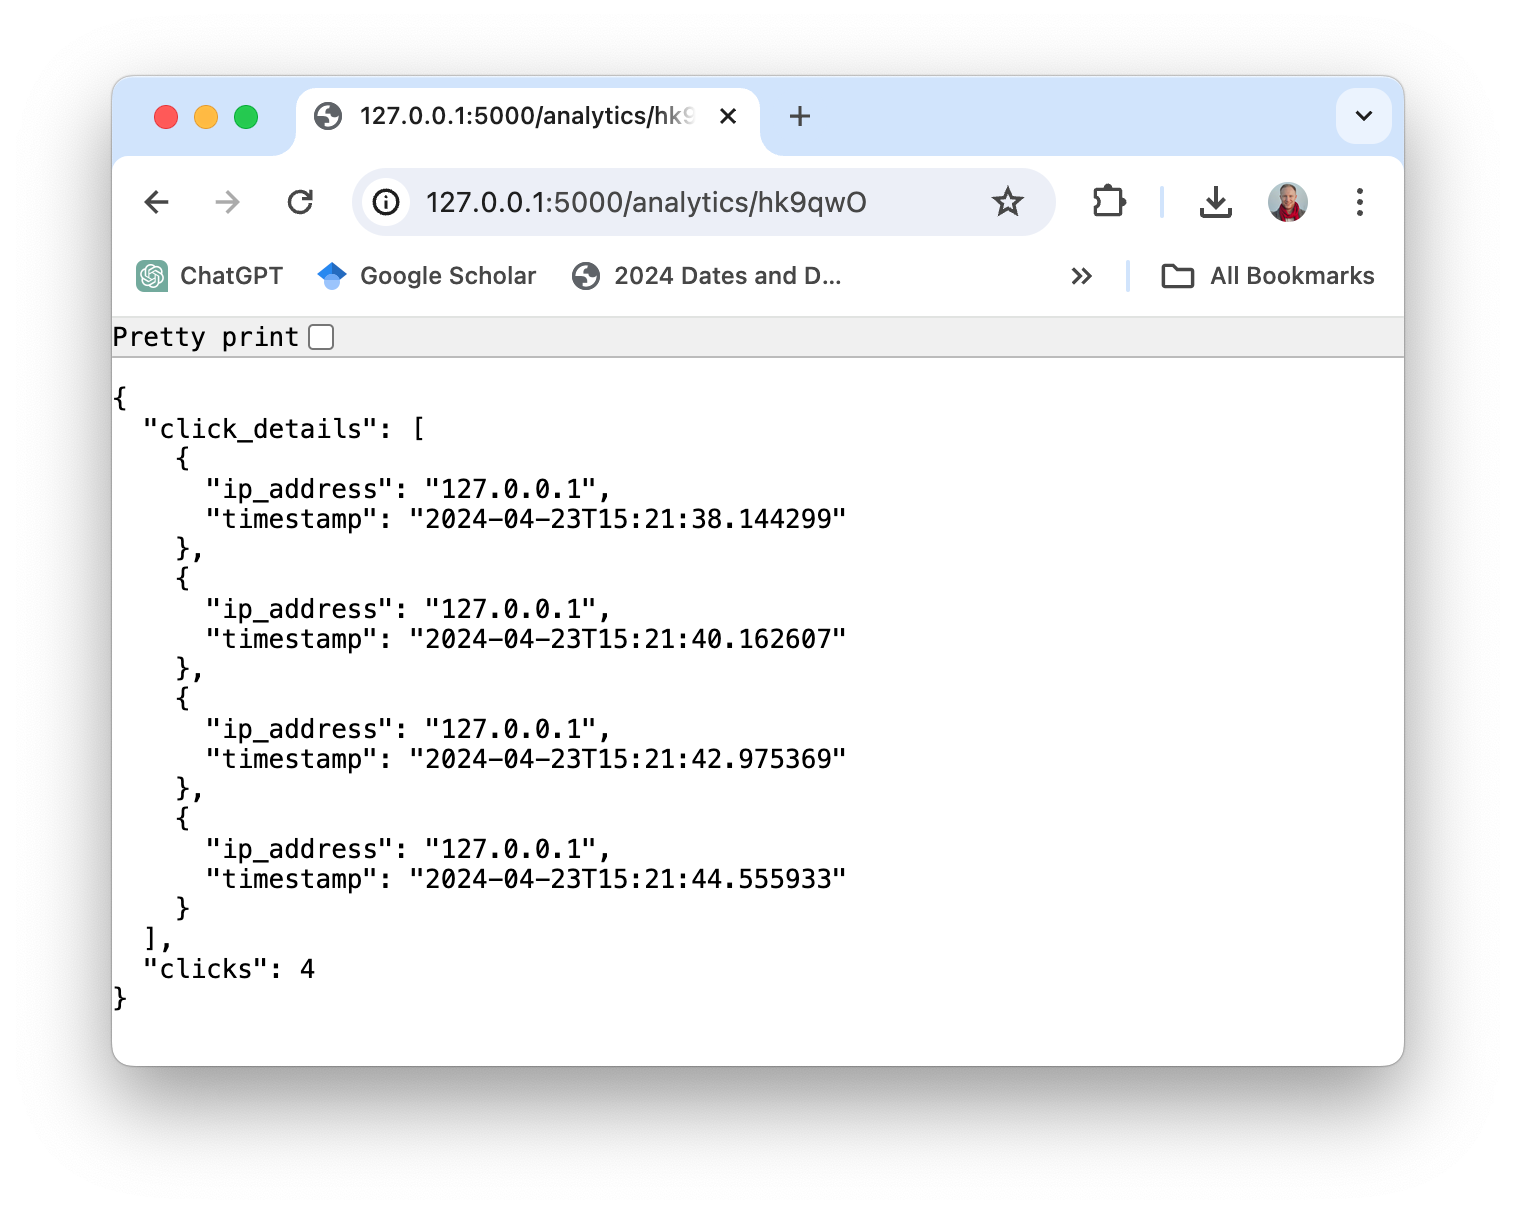 127.0.0.1:5000/analytics/hk9
127.0.0.1:5000/analytics/hk9qwO
ChatGPT Google Scholar 2024 Dates and D... All Bookmarks
Pretty print
{
  "click_details": [
    {
      "ip_address": "127.0.0.1",
      "timestamp": "2024-04-23T15:21:38.144299"
    },
    {
      "ip_address": "127.0.0.1",
      "timestamp": "2024-04-23T15:21:40.162607"
    },
    {
      "ip_address": "127.0.0.1",
      "timestamp": "2024-04-23T15:21:42.975369"
    },
    {
      "ip_address": "127.0.0.1",
      "timestamp": "2024-04-23T15:21:44.555933"
    }
  ],
  "clicks": 4
}